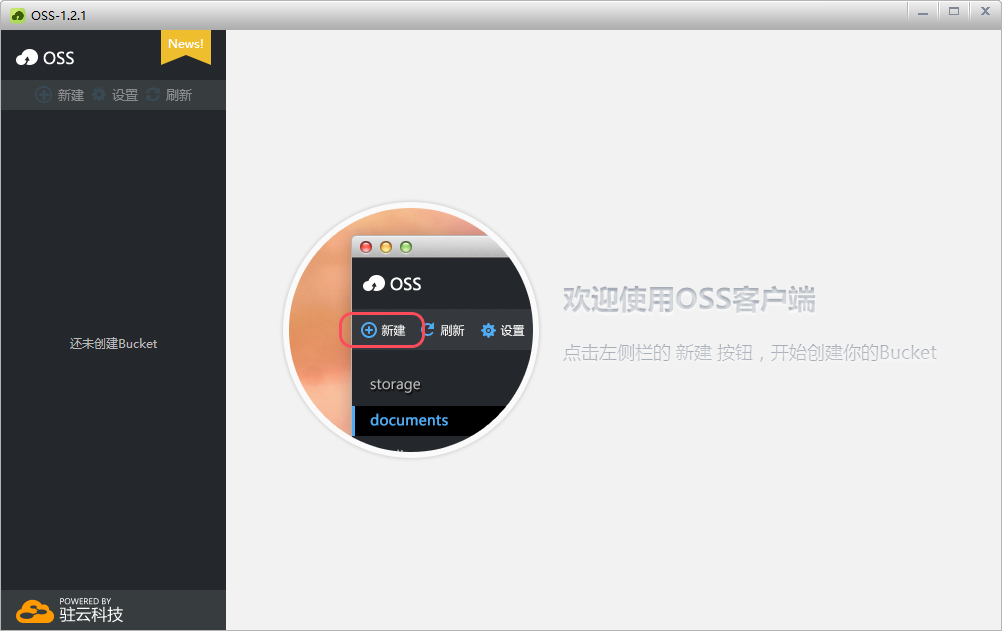 OSS-1.2.1
OSS
News!
新建 设置 刷新
还未创建Bucket
OSS
新建 刷新 设置
storage
documents
欢迎使用OSS客户端
点击左侧栏的 新建 按钮，开始创建你的Bucket
POWERED BY
驻云科技